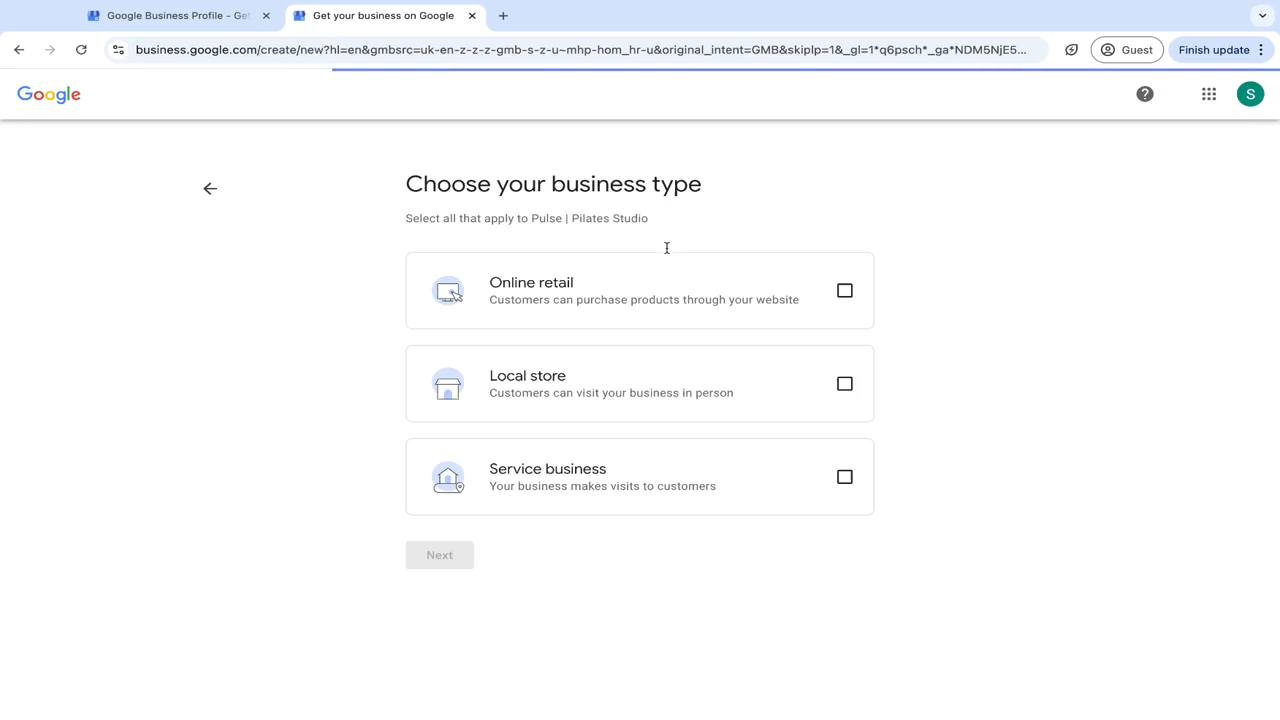 Google Business Profile - Get
Get your business on Google
business.google.com/create/new?hl=en&gmbsrc=uk-en-z-z-z-gmb-s-z-u~mhp-hom_hr-u&original_intent=GMB&skiplp=1&_gl=1*q6psch*_ga*NDM5NjE5...
Guest
Finish update
Google
S
Choose your business type
Select all that apply to Pulse | Pilates Studio
Online retail
Customers can purchase products through your website
Local store
Customers can visit your business in person
Service business
Your business makes visits to customers
Next